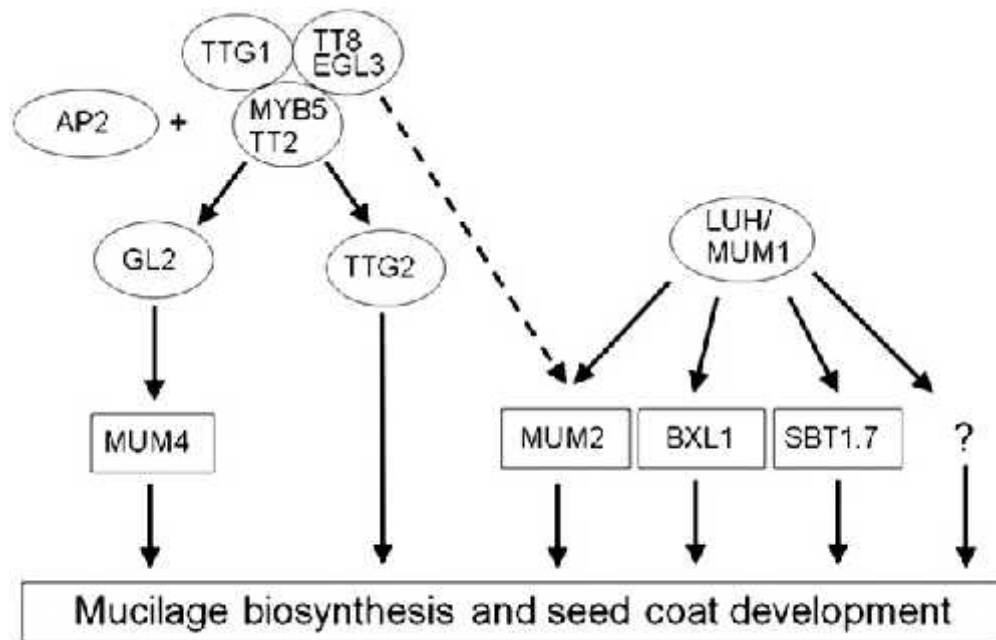 TTG1
TT8
EGL3
AP2
+
MYB5
TT2
GL2
TTG2
LUH/
MUM1
MUM4
MUM2
BXL1
SBT1.7
?
Mucilage biosynthesis and seed coat development